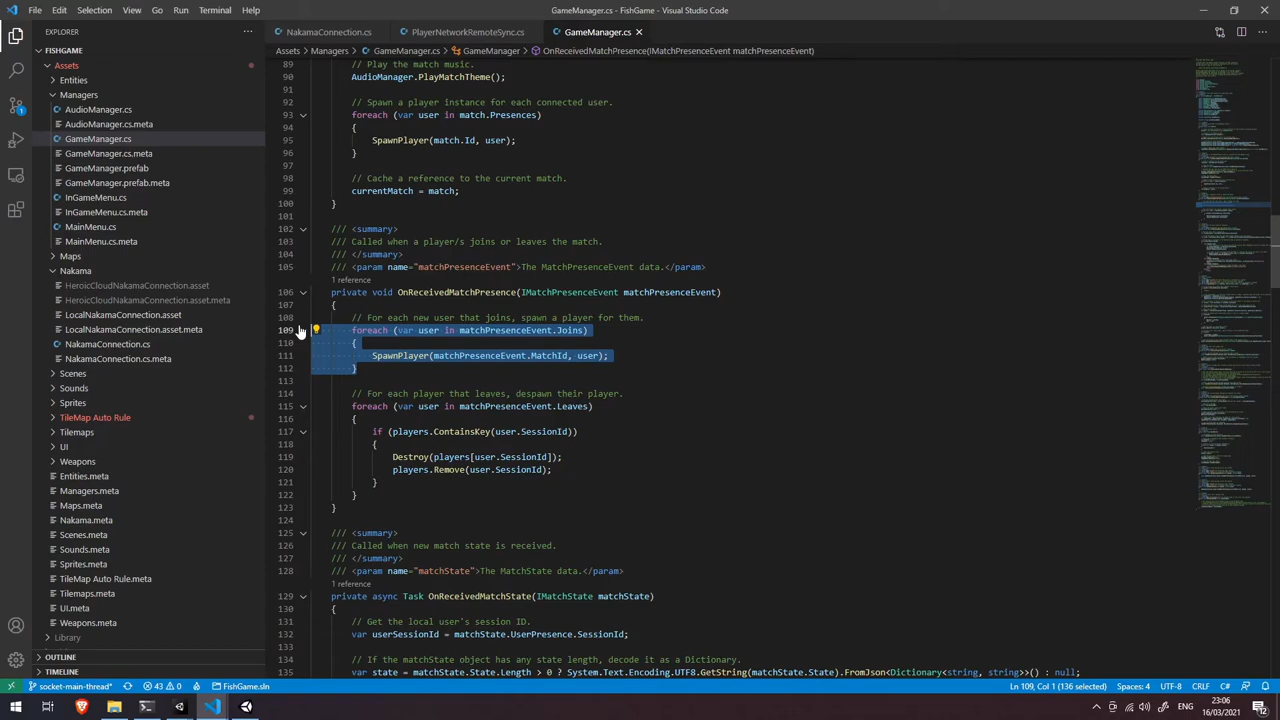 File Edit Selection View Go Run Terminal Help
GameManager.cs - FishGame - Visual Studio Code
EXPLORER
FISHGAME
Assets
Entities
Managers
AudioManager.cs
AudioManager.cs.meta
GameManager.cs
GameManager.cs.meta
GameManager.prefab
GameManager.prefab.meta
InGameMenu.cs
InGameMenu.cs.meta
MainMenu.cs
MainMenu.cs.meta
Maps
Nakama
HeroicCloudNakamaConnection.asset
HeroicCloudNakamaConnection.asset.meta
LocalNakamaConnection.asset
LocalNakamaConnection.asset.meta
NakamaConnection.cs
NakamaConnection.cs.meta
Scenes
Sounds
Sprites
TileMap Auto Rule
Tilemaps
UI
Weapons
Entities.meta
Managers.meta
Maps.meta
Nakama.meta
Scenes.meta
Sounds.meta
Sprites.meta
TileMap Auto Rule.meta
Tilemaps.meta
UI.meta
Weapons.meta
Library
OUTLINE
TIMELINE
NakamaConnection.cs PlayerNetworkRemoteSync.cs GameManager.cs
Assets > Managers > GameManager.cs > GameManager > OnReceivedMatchPresence(IMatchPresenceEvent matchPresenceEvent)
89 // Play the match music.
90 AudioManager.PlayMatchTheme();
91
92 // Spawn a player instance for each connected user.
93 foreach (var user in match.Presences)
94 {
95 SpawnPlayer(match.Id, user);
96 }
97
98 // Cache a reference to the current match.
99 currentMatch = match;
100 }
101
102 /// <summary>
103 /// Called when a player/s joins or leaves the match.
104 /// </summary>
105 /// <param name="matchPresenceEvent">The MatchPresenceEvent data.</param>
1 reference
106 private void OnReceivedMatchPresence(IMatchPresenceEvent matchPresenceEvent)
107 {
108 // For each new user that joins, spawn a player for them.
109 foreach (var user in matchPresenceEvent.Joins)
110 {
111 SpawnPlayer(matchPresenceEvent.MatchId, user);
112 }
113
114 // For each player that leaves, despawn their player.
115 foreach (var user in matchPresenceEvent.Leaves)
116 {
117 if (players.ContainsKey(user.SessionId))
118 {
119 Destroy(players[user.SessionId]);
120 players.Remove(user.SessionId);
121 }
122 }
123 }
124
125 /// <summary>
126 /// Called when new match state is received.
127 /// </summary>
128 /// <param name="matchState">The MatchState data.</param>
1 reference
129 private async Task OnReceivedMatchState(IMatchState matchState)
130 {
131 // Get the local user's session ID.
132 var userSessionId = matchState.UserPresence.SessionId;
133
134 // If the matchState object has any state length, decode it as a Dictionary.
135 var state = matchState.State.Length > 0 ? System.Text.Encoding.UTF8.GetString(matchState.State).FromJson<Dictionary<string, string>>() : null;
socket-main-thread* 43 0 FishGame.sln Ln 109, Col 1 (136 selected) Spaces: 4 UTF-8 CRLF C#
ENG 23:06
16/03/2021